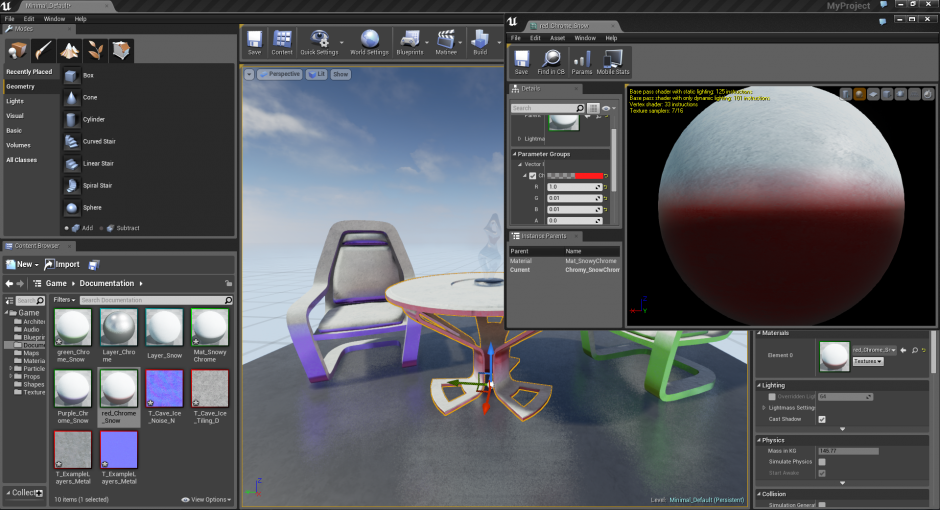 Minimal_Default
MyProject
File Edit Window Help
Modes
Recently Placed
Geometry
Lights
Visual
Basic
Volumes
All Classes
Box
Cone
Cylinder
Curved Stair
Linear Stair
Spiral Stair
Sphere
Add Subtract
Save Content Quick Settings World Settings Blueprints Matinee Build
Perspective Lit Show
red_Chrome_Snow
File Edit Asset Window Help
Save Find in CB Params Mobile Stats
Details
Search
Lightma
Parameter Groups
Vector
Ch
R 1.0
G 0.01
B 0.01
A 0.0
Instance Parents
Parent Name
Material Mat_SnowyChrome
Current Chromy_SnowChrom
Base pass shader with static lighting: 125 instructions
Base pass shader with only dynamic lighting: 101 instructions
Vertex shader: 33 instructions
Texture samplers: 7/16
Z
X Y
Content Browser
New Import
Game Documentation
Search
Game
Architec
Audio
Blueprin
Docum
Maps
Materia
Particle
Props
Shapes
Texture
Collect
Filters Search Documentation
green_Chrome_Snow
Layer_Chrome
Layer_Snow
Mat_SnowyChrome
Purple_Chrome_Snow
red_Chrome_Snow
T_Cave_Ice_Noise_N
T_Cave_Ice_Tiling_D
T_ExampleLayers_Metal
T_ExampleLayers_Metal
10 items (1 selected)
View Options
Level: Minimal_Default (Persistent)
Materials
Element 0
red_Chrome_Sn
Textures
Lighting
Overridden Lig 64
Lightmass Setting
Cast Shadow
Physics
Mass in KG
Simulate Physics
Start Awake
Collision
Simulation General